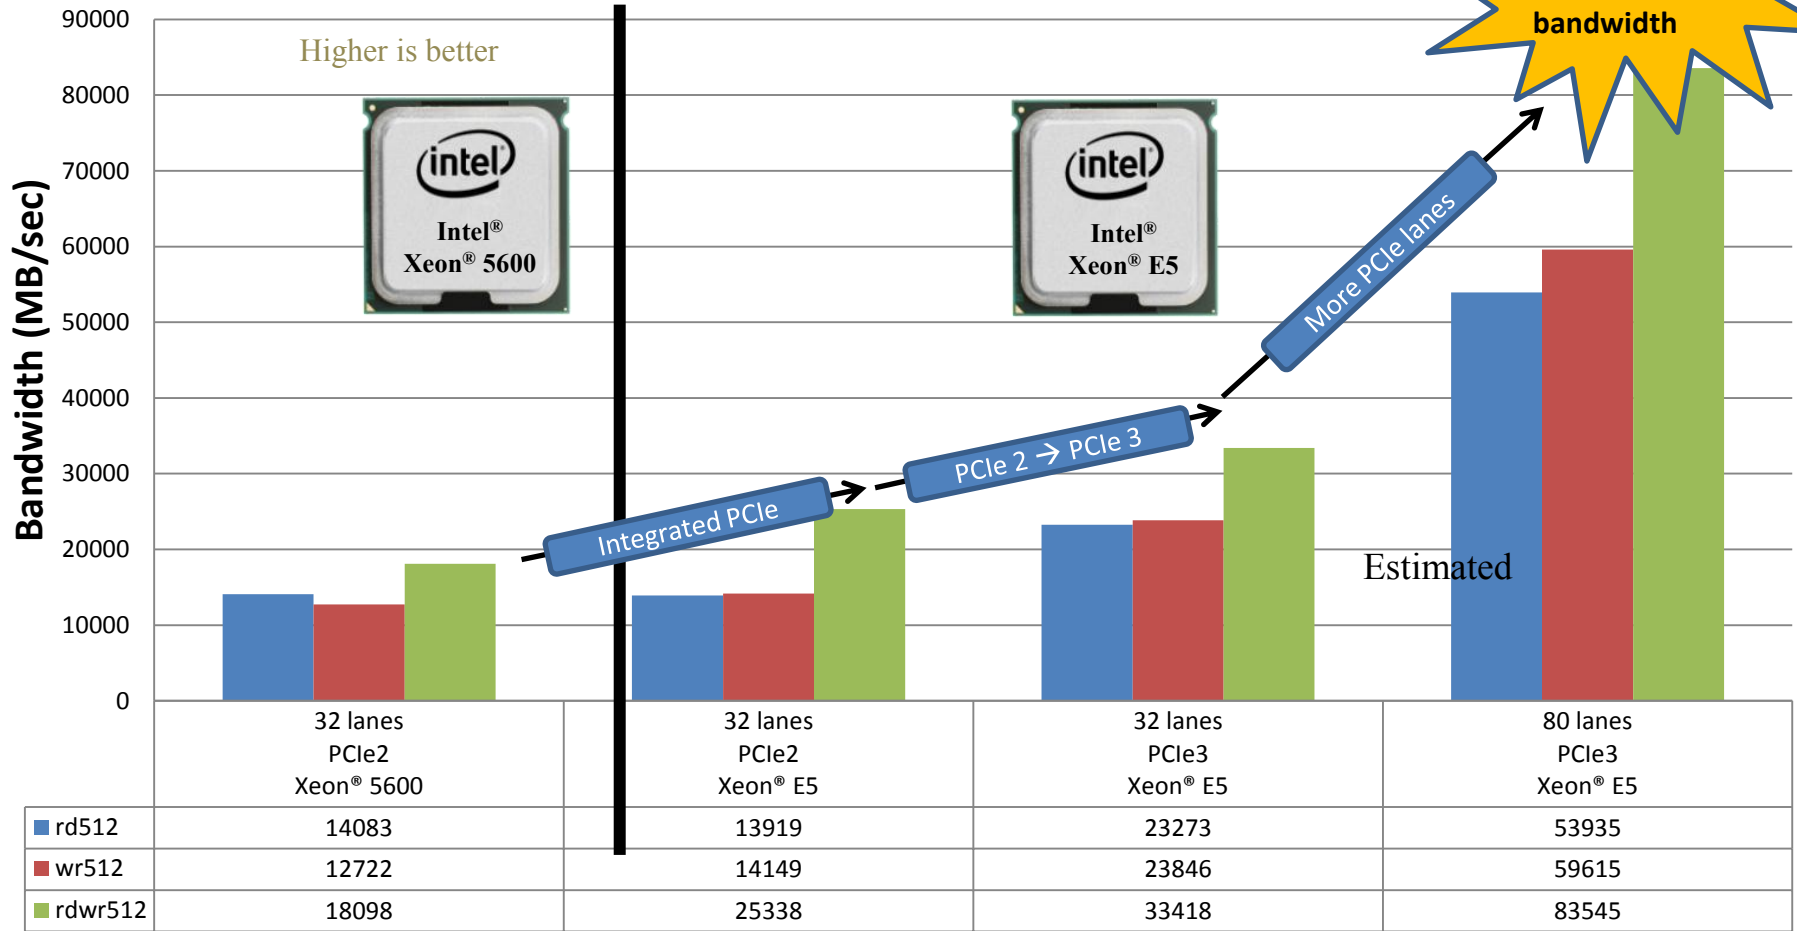 bandwidth
Higher is better
90000
80000
70000
60000
50000
40000
30000
20000
10000
0
Bandwidth (MB/sec)
intel
Intel®
Xeon® 5600
intel
Intel®
Xeon® E5
Integrated PCIe
PCIe 2 → PCIe 3
More PCIe lanes
Estimated
32 lanes
PCIe2
Xeon® 5600
32 lanes
PCIe2
Xeon® E5
32 lanes
PCIe3
Xeon® E5
80 lanes
PCIe3
Xeon® E5
rd512 14083 13919 23273 53935
wr512 12722 14149 23846 59615
rdwr512 18098 25338 33418 83545